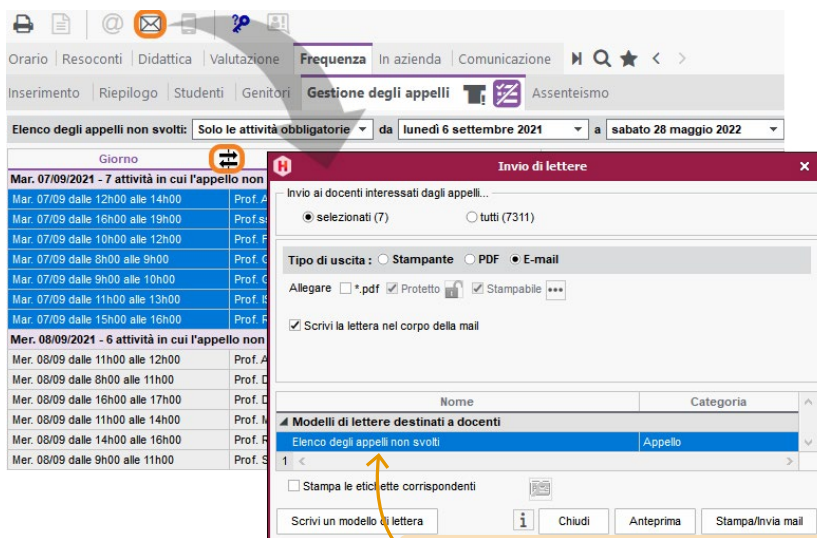 Orario Resoconti Didattica Valutazione Frequenza In azienda Comunicazione
Inserimento Riepilogo Studenti Genitori Gestione degli appelli Assenteismo
Elenco degli appelli non svolti: Solo le attività obbligatorie da lunedì 6 settembre 2021 a sabato 28 maggio 2022
Giorno
Mar. 07/09/2021 - 7 attività in cui l'appello non
Mar. 07/09 dalle 12h00 alle 14h00 Prof. A
Mar. 07/09 dalle 16h00 alle 19h00 Prof.s
Mar. 07/09 dalle 10h00 alle 12h00 Prof. F
Mar. 07/09 dalle 8h00 alle 9h00 Prof.
Mar. 07/09 dalle 9h00 alle 10h00 Prof.
Mar. 07/09 dalle 11h00 alle 13h00 Prof. IS
Mar. 07/09 dalle 15h00 alle 16h00 Prof. R
Mer. 08/09/2021 - 6 attività in cui l'appello non
Mer. 08/09 dalle 11h00 alle 12h00 Prof. A
Mer. 08/09 dalle 8h00 alle 11h00 Prof. D
Mer. 08/09 dalle 16h00 alle 17h00 Prof. D
Mer. 08/09 dalle 11h00 alle 14h00 Prof. M
Mer. 08/09 dalle 14h00 alle 16h00 Prof. R
Mer. 08/09 dalle 9h00 alle 11h00 Prof. S
Invio di lettere
Invio ai docenti interessati dagli appelli...
selezionati (7) tutti (7311)
Tipo di uscita : Stampante PDF E-mail
Allegare *.pdf Protetto Stampabile
Scrivi la lettera nel corpo della mail
Nome Categoria
Modelli di lettere destinati a docenti
Elenco degli appelli non svolti Appello
1
Stampa le etichette corrispondenti
Scrivi un modello di lettera i Chiudi Anteprima Stampa/Invia mail